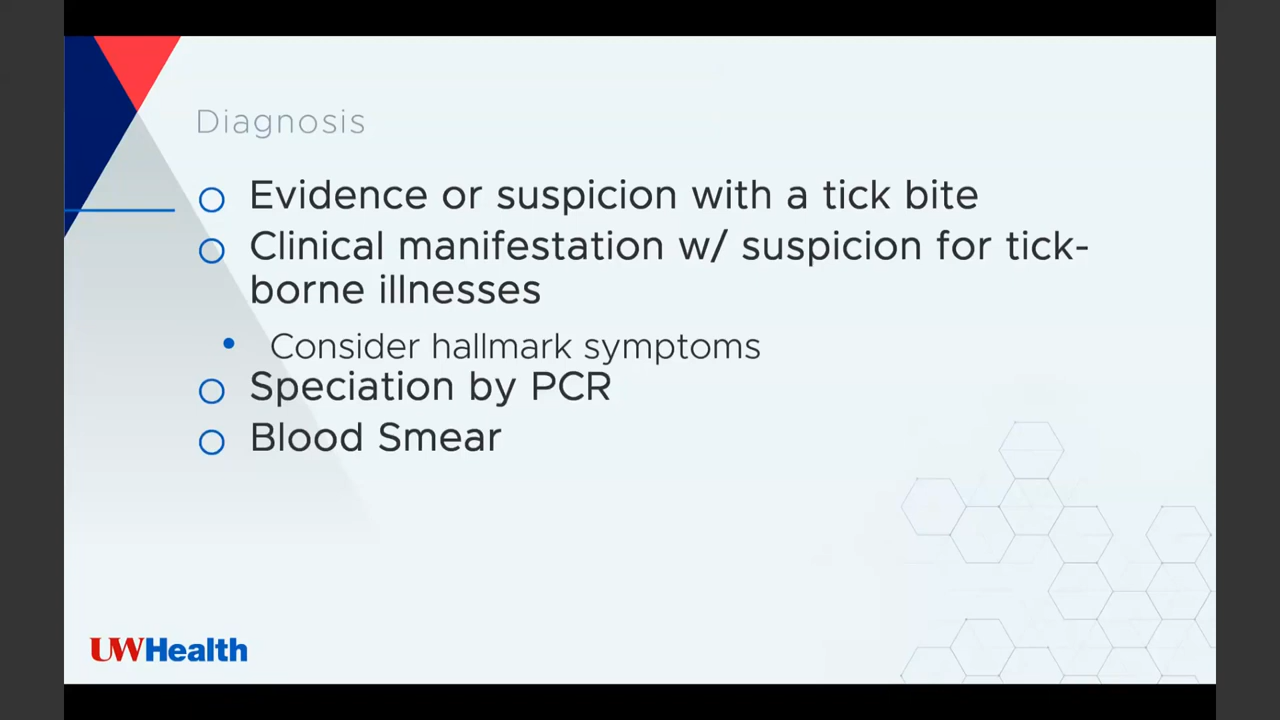 Diagnosis
Evidence or suspicion with a tick bite
Clinical manifestation w/ suspicion for tick-
borne illnesses
Consider hallmark symptoms
Speciation by PCR
Blood Smear
UWHealth